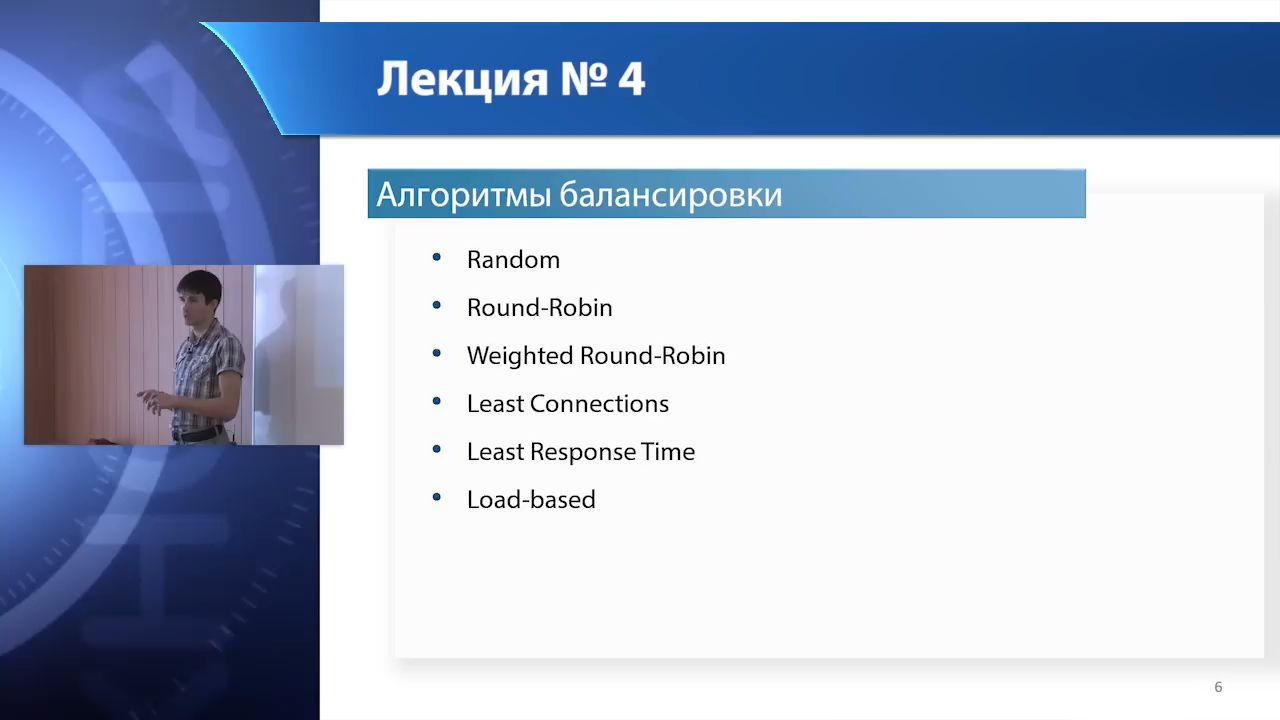 Лекция № 4
Алгоритмы балансировки
Random
Round-Robin
Weighted Round-Robin
Least Connections
Least Response Time
Load-based
6